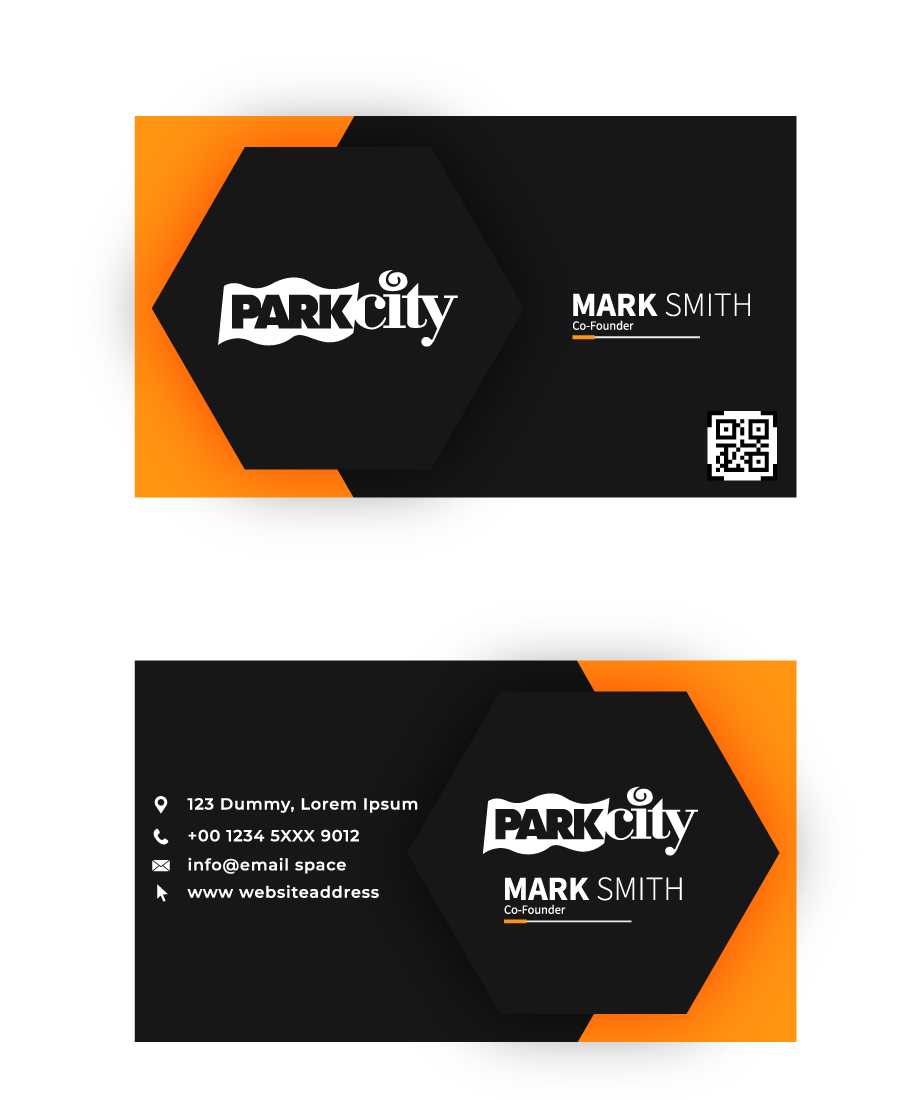 PARK city
MARK SMITH
Co-Founder
123 Dummy, Lorem Ipsum
+00 1234 5XXX 9012
info@email space
www websiteaddress
PARK city
MARK SMITH
Co-Founder